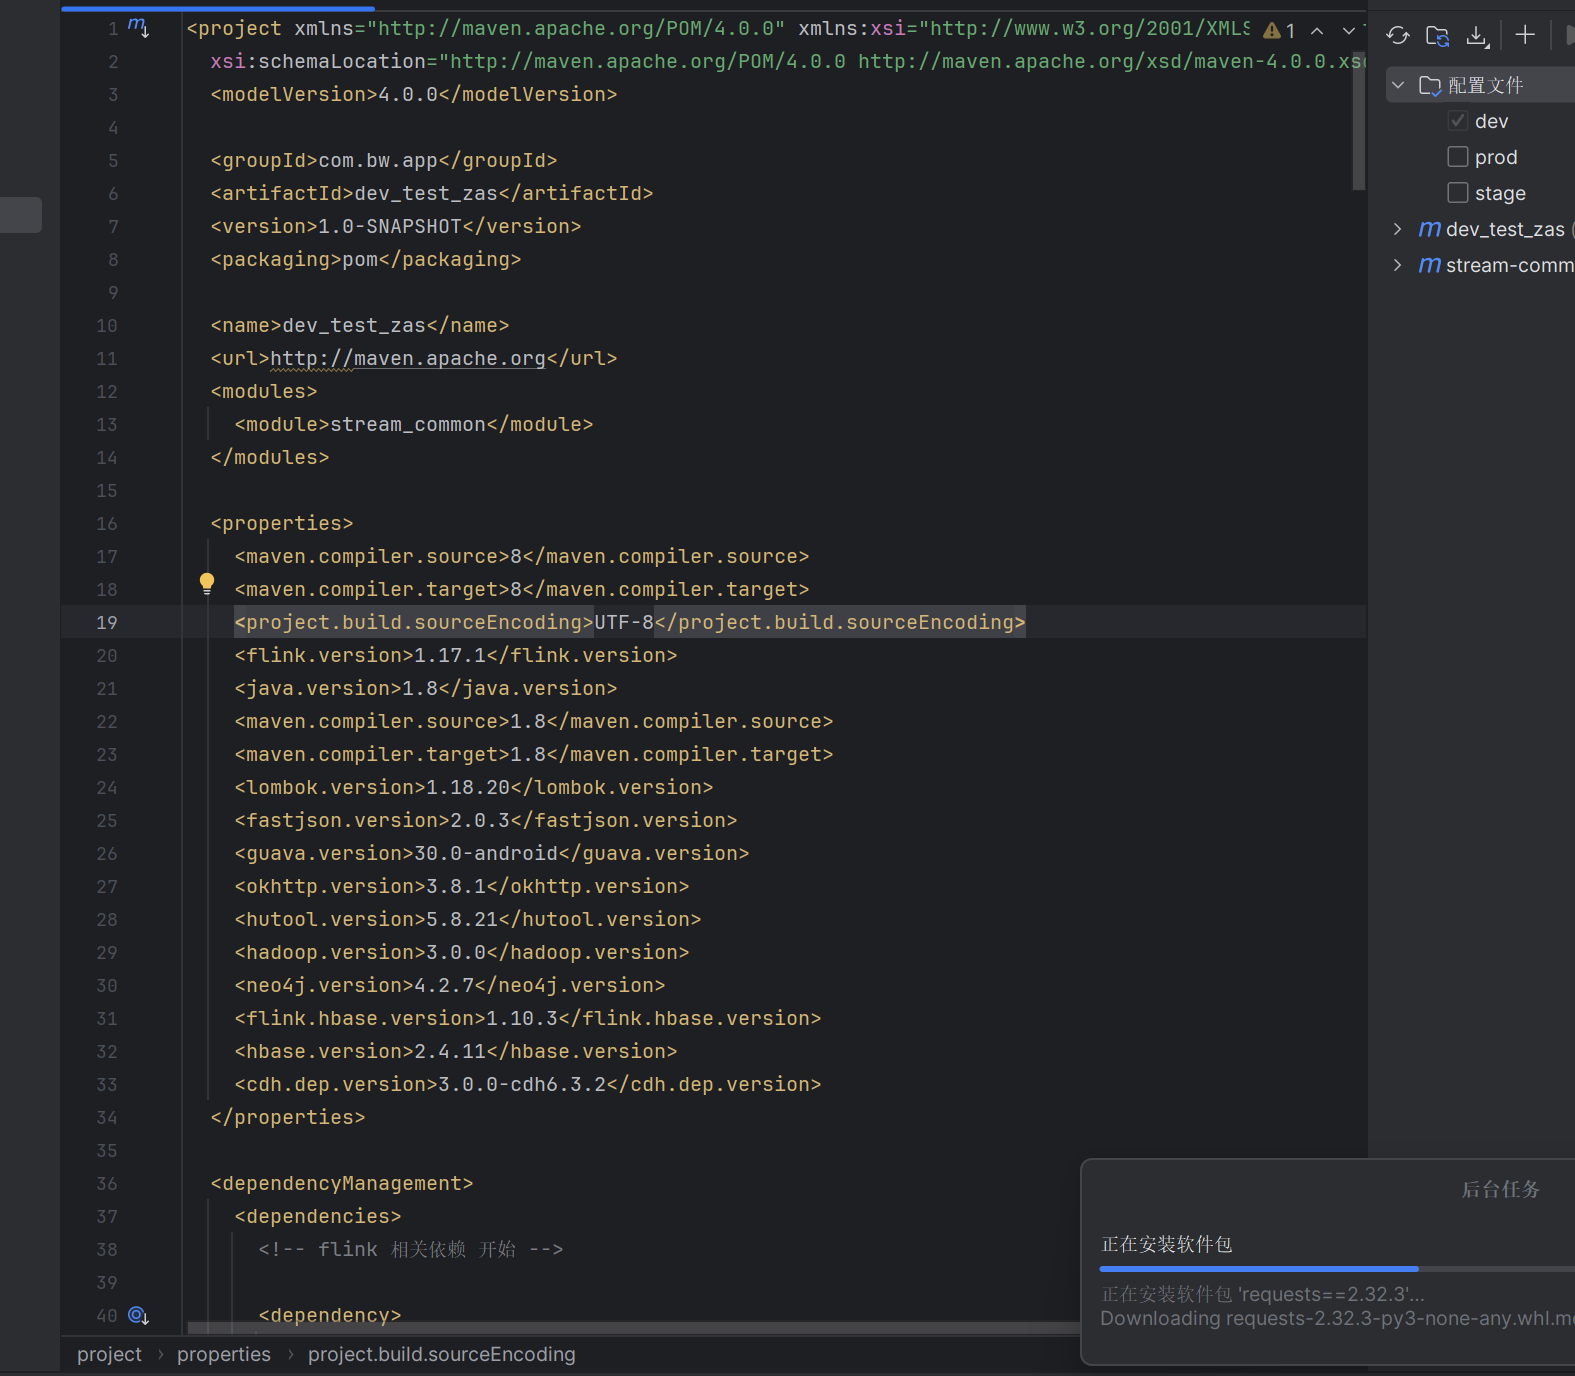 1 <project xmlns="http://maven.apache.org/POM/4.0.0" xmlns:xsi="http://www.w3.org/2001/XMLS 1
2 xsi:schemaLocation="http://maven.apache.org/POM/4.0.0 http://maven.apache.org/xsd/maven-4.0.0.xsd
3 <modelVersion>4.0.0</modelVersion>
4
5 <groupId>com.bw.app</groupId>
6 <artifactId>dev_test_zas</artifactId>
7 <version>1.0-SNAPSHOT</version>
8 <packaging>pom</packaging>
9
10 <name>dev_test_zas</name>
11 <url>http://maven.apache.org</url>
12 <modules>
13 <module>stream_common</module>
14 </modules>
15
16 <properties>
17 <maven.compiler.source>8</maven.compiler.source>
18 <maven.compiler.target>8</maven.compiler.target>
19 <project.build.sourceEncoding>UTF-8</project.build.sourceEncoding>
20 <flink.version>1.17.1</flink.version>
21 <java.version>1.8</java.version>
22 <maven.compiler.source>1.8</maven.compiler.source>
23 <maven.compiler.target>1.8</maven.compiler.target>
24 <lombok.version>1.18.20</lombok.version>
25 <fastjson.version>2.0.3</fastjson.version>
26 <guava.version>30.0-android</guava.version>
27 <okhttp.version>3.8.1</okhttp.version>
28 <hutool.version>5.8.21</hutool.version>
29 <hadoop.version>3.0.0</hadoop.version>
30 <neo4j.version>4.2.7</neo4j.version>
31 <flink.hbase.version>1.10.3</flink.hbase.version>
32 <hbase.version>2.4.11</hbase.version>
33 <cdh.dep.version>3.0.0-cdh6.3.2</cdh.dep.version>
34 </properties>
35
36 <dependencyManagement>
37 <dependencies>
38 <!-- flink 相关依赖 开始 -->
39
40 <dependency>
project › properties › project.build.sourceEncoding
配置文件
dev
prod
stage
m dev_test_zas (
m stream-comm
后台任务
正在安装软件包
正在安装软件包 'requests==2.32.3'...
Downloading requests-2.32.3-py3-none-any.whl.me